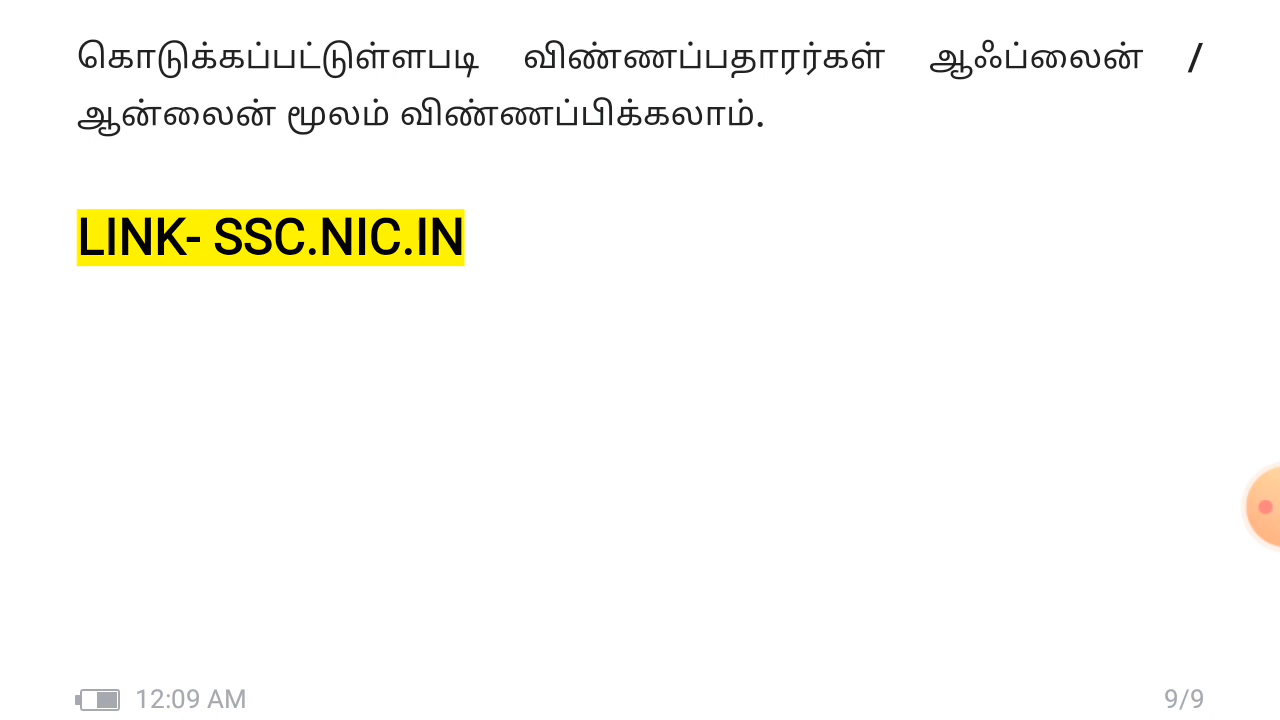 கொடுக்கப்பட்டுள்ளபடி விண்ணப்பதாரர்கள் ஆஃப்லைன் /
ஆன்லைன் மூலம் விண்ணப்பிக்கலாம்.
LINK- SSC.NIC.IN
12:09 AM 9/9